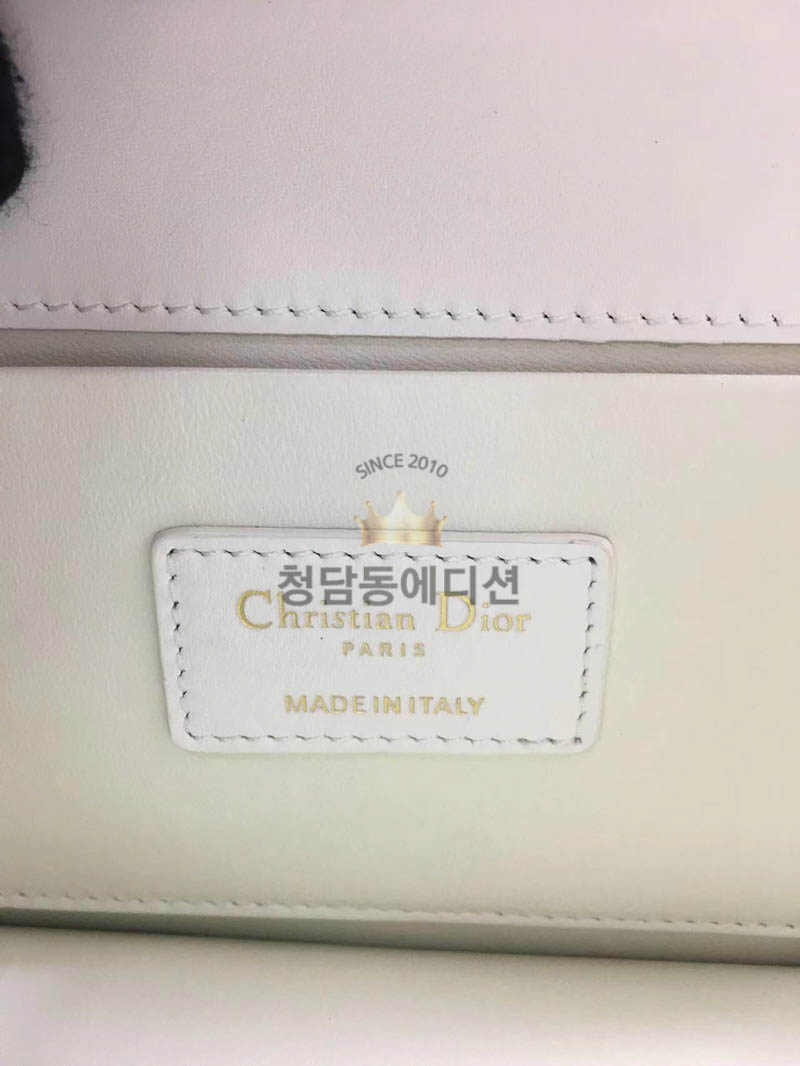 SINCE 2010
청담동에디션
Christian Dior
PARIS
MADE IN ITALY